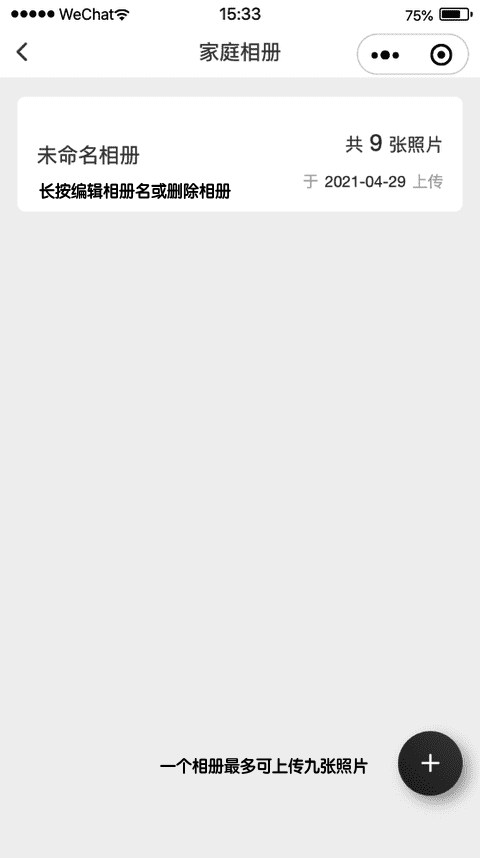 WeChat
15:33
75%
家庭相册
未命名相册
共 9 张照片
长按编辑相册名或删除相册
于 2021-04-29 上传
一个相册最多可上传九张照片